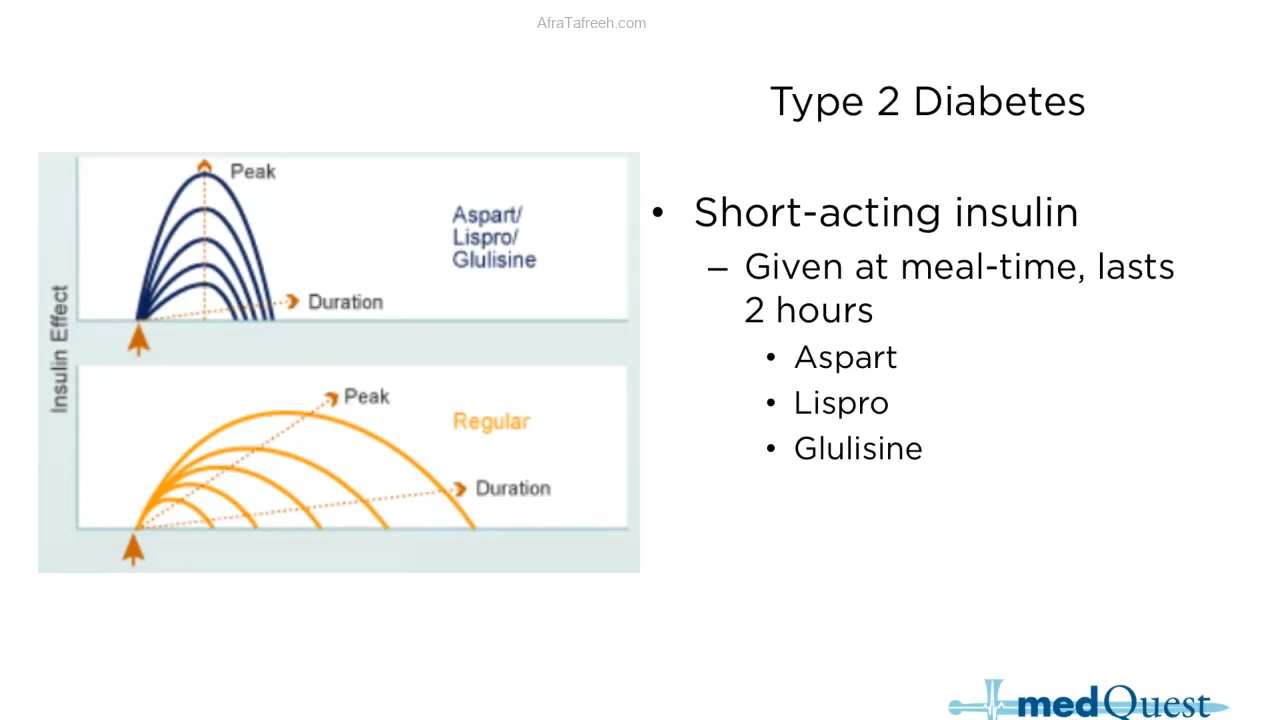 AfraTafreeh.com
Type 2 Diabetes
Peak
Aspart/
Lispro/
Glulisine
Duration
Insulin Effect
Peak
Regular
Duration
• Short-acting insulin
– Given at meal-time, lasts
2 hours
• Aspart
• Lispro
• Glulisine
medQuest